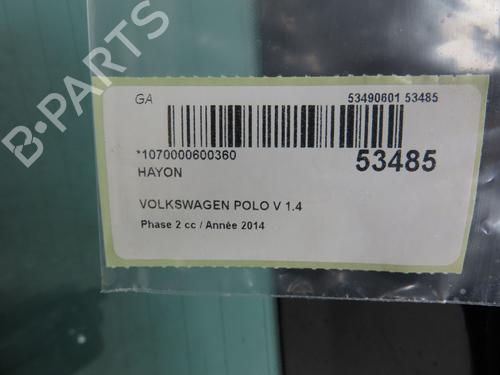 B-PARTS
GA
53490601 53485
*1070000600360
53485
HAYON
VOLKSWAGEN POLO V 1.4
Phase 2 cc / Année 2014